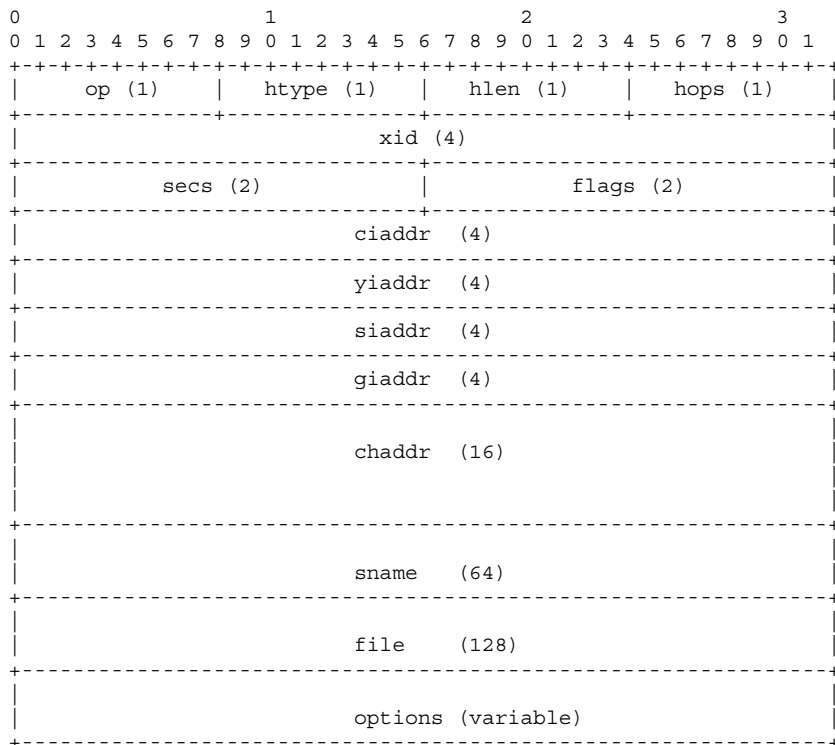 0                   1                   2                   3
0 1 2 3 4 5 6 7 8 9 0 1 2 3 4 5 6 7 8 9 0 1 2 3 4 5 6 7 8 9 0 1
+-+-+-+-+-+-+-+-+-+-+-+-+-+-+-+-+-+-+-+-+-+-+-+-+-+-+-+-+-+-+-+-+
|     op (1)    |   htype (1)   |   hlen (1)    |   hops (1)    |
+---------------+---------------+---------------+---------------+
|                            xid (4)                            |
+-------------------------------+-------------------------------+
|           secs (2)            |           flags (2)           |
+-------------------------------+-------------------------------+
|                          ciaddr  (4)                          |
+---------------------------------------------------------------+
|                          yiaddr  (4)                          |
+---------------------------------------------------------------+
|                          siaddr  (4)                          |
+---------------------------------------------------------------+
|                          giaddr  (4)                          |
+---------------------------------------------------------------+
|                                                               |
|                          chaddr  (16)                         |
|                                                               |
|                                                               |
+---------------------------------------------------------------+
|                                                               |
|                          sname   (64)                         |
+---------------------------------------------------------------+
|                                                               |
|                          file    (128)                        |
+---------------------------------------------------------------+
|                                                               |
|                          options (variable)                   |
+---------------------------------------------------------------+